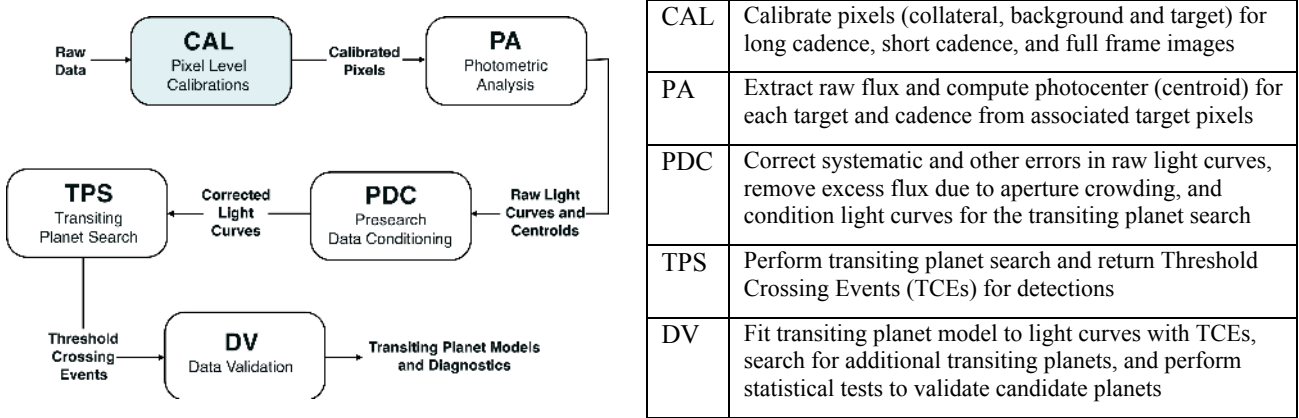 Raw
Data
CAL
Pixel Level
Calibrations
Calibrated
Pixels
PA
Photometric
Analysis
TPS
Transiting
Planet Search
Corrected
Light
Curves
PDC
Presearch
Data Conditioning
Raw Light
Curves and
Centroids
Threshold
Crossing
Events
DV
Data Validation
Transiting Planet Models
and Diagnostics
CAL
Calibrate pixels (collateral, background and target) for
long cadence, short cadence, and full frame images
PA
Extract raw flux and compute photocenter (centroid) for
each target and cadence from associated target pixels
PDC
Correct systematic and other errors in raw light curves,
remove excess flux due to aperture crowding, and
condition light curves for the transiting planet search
TPS
Perform transiting planet search and return Threshold
Crossing Events (TCEs) for detections
DV
Fit transiting planet model to light curves with TCEs,
search for additional transiting planets, and perform
statistical tests to validate candidate planets